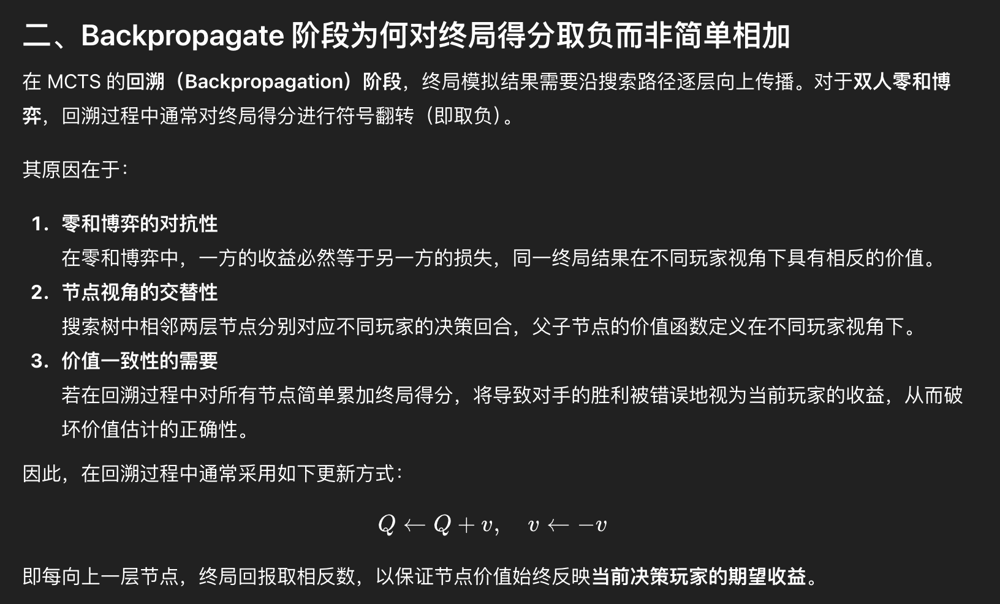 二、Backpropagate 阶段为何对终局得分取负而非简单相加
在 MCTS 的回溯（Backpropagation）阶段，终局模拟结果需要沿搜索路径逐层向上传播。对于双人零和博
弈，回溯过程中通常对终局得分进行符号翻转（即取负）。
其原因在于：
1. 零和博弈的对抗性
在零和博弈中，一方的收益必然等于另一方的损失，同一终局结果在不同玩家视角下具有相反的价值。
2. 节点视角的交替性
搜索树中相邻两层节点分别对应不同玩家的决策回合，父子节点的价值函数定义在不同玩家视角下。
3. 价值一致性的需要
若在回溯过程中对所有节点简单累加终局得分，将导致对手的胜利被错误地视为当前玩家的收益，从而破
坏价值估计的正确性。
因此，在回溯过程中通常采用如下更新方式：
Q ← Q + v, v ← −v
即每向上一层节点，终局回报取相反数，以保证节点价值始终反映当前决策玩家的期望收益。